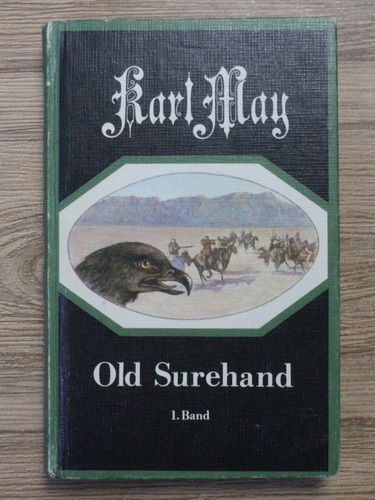 Karl May
Old Surehand
1. Band